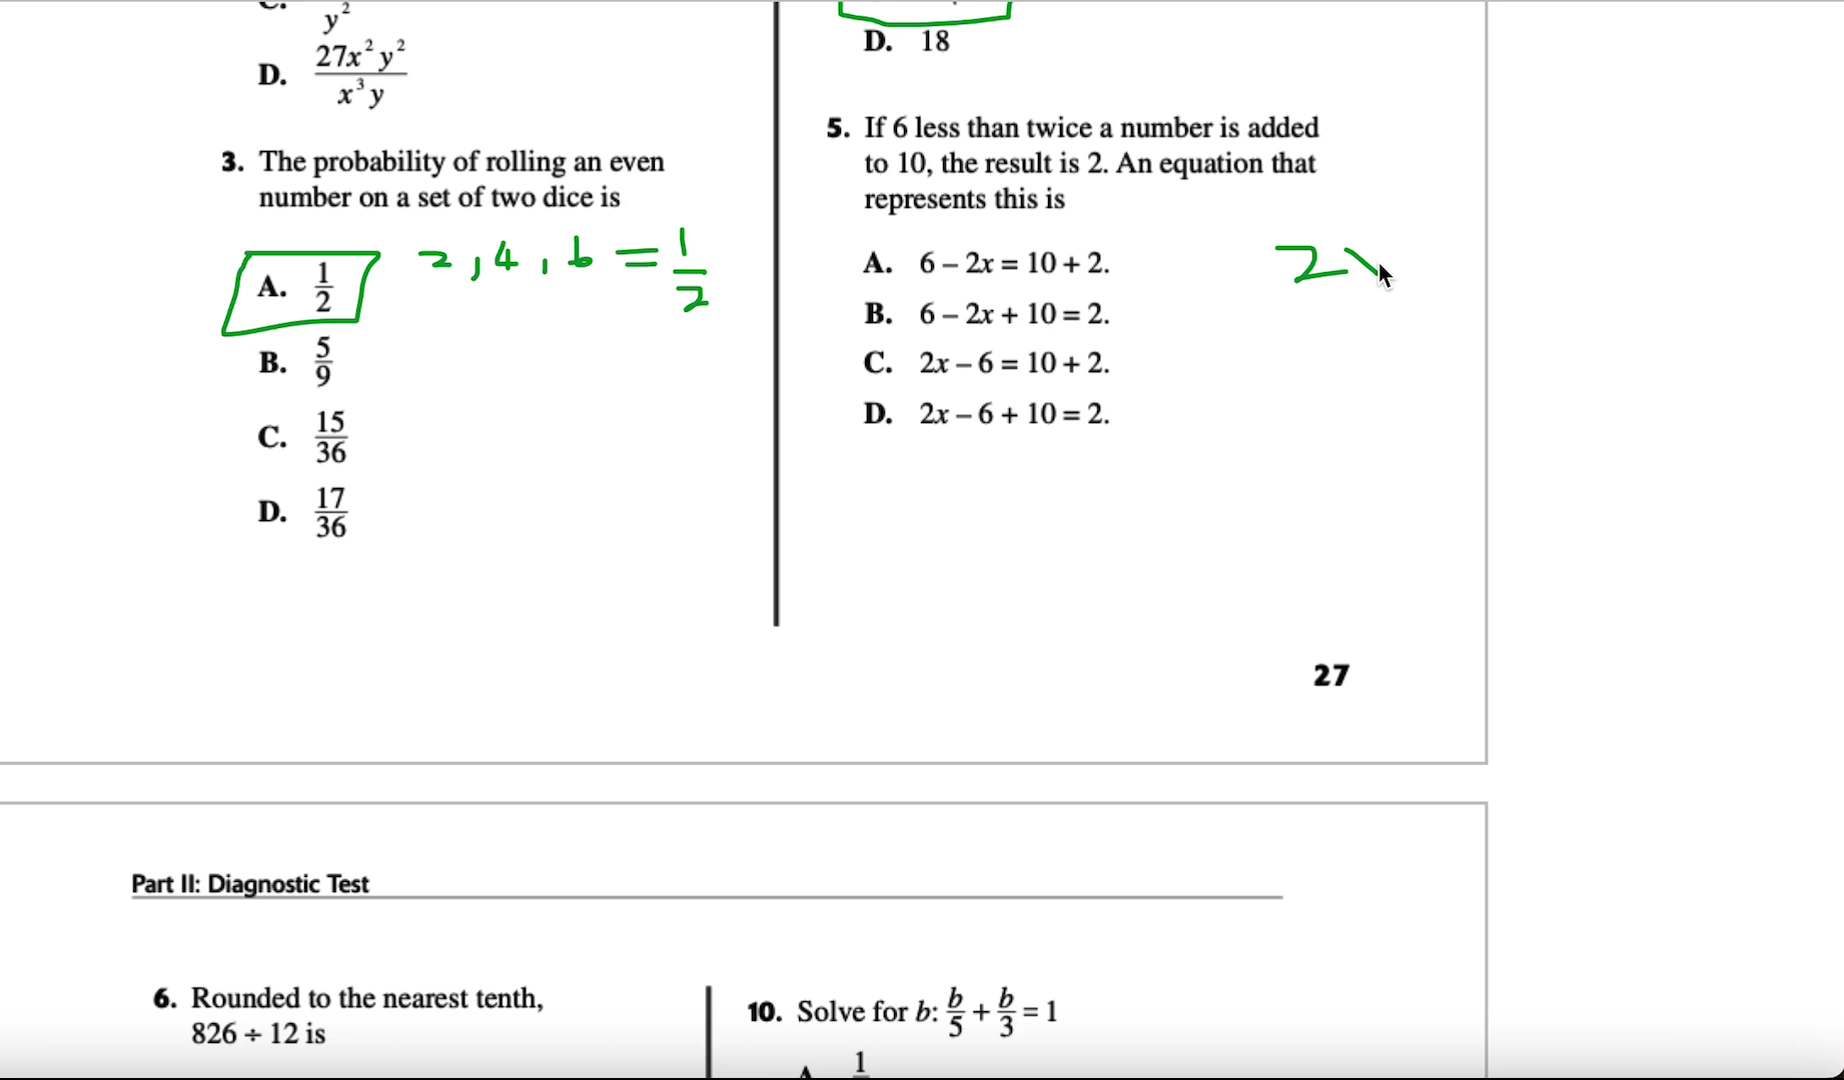 y²
D. 27x²y² / x³y
3. The probability of rolling an even
number on a set of two dice is
2, 4, 6 = 1/2
A. 1/2
B. 5/9
C. 15/36
D. 17/36
D. 18
5. If 6 less than twice a number is added
to 10, the result is 2. An equation that
represents this is
2x
A. 6 – 2x = 10 + 2.
B. 6 – 2x + 10 = 2.
C. 2x – 6 = 10 + 2.
D. 2x – 6 + 10 = 2.
27
Part II: Diagnostic Test
6. Rounded to the nearest tenth,
826 ÷ 12 is
10. Solve for b: b/5 + b/3 = 1
1